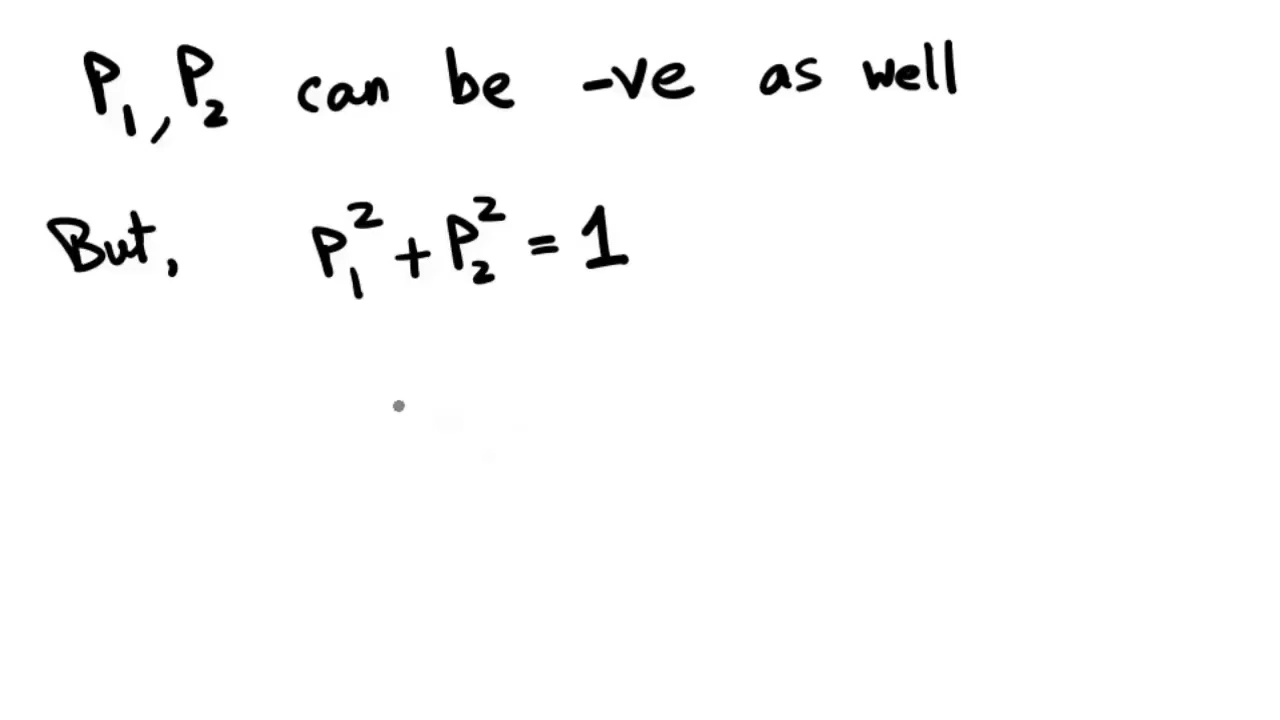 P₁, P₂ can be -ve as well
But, P₁² + P₂² = 1